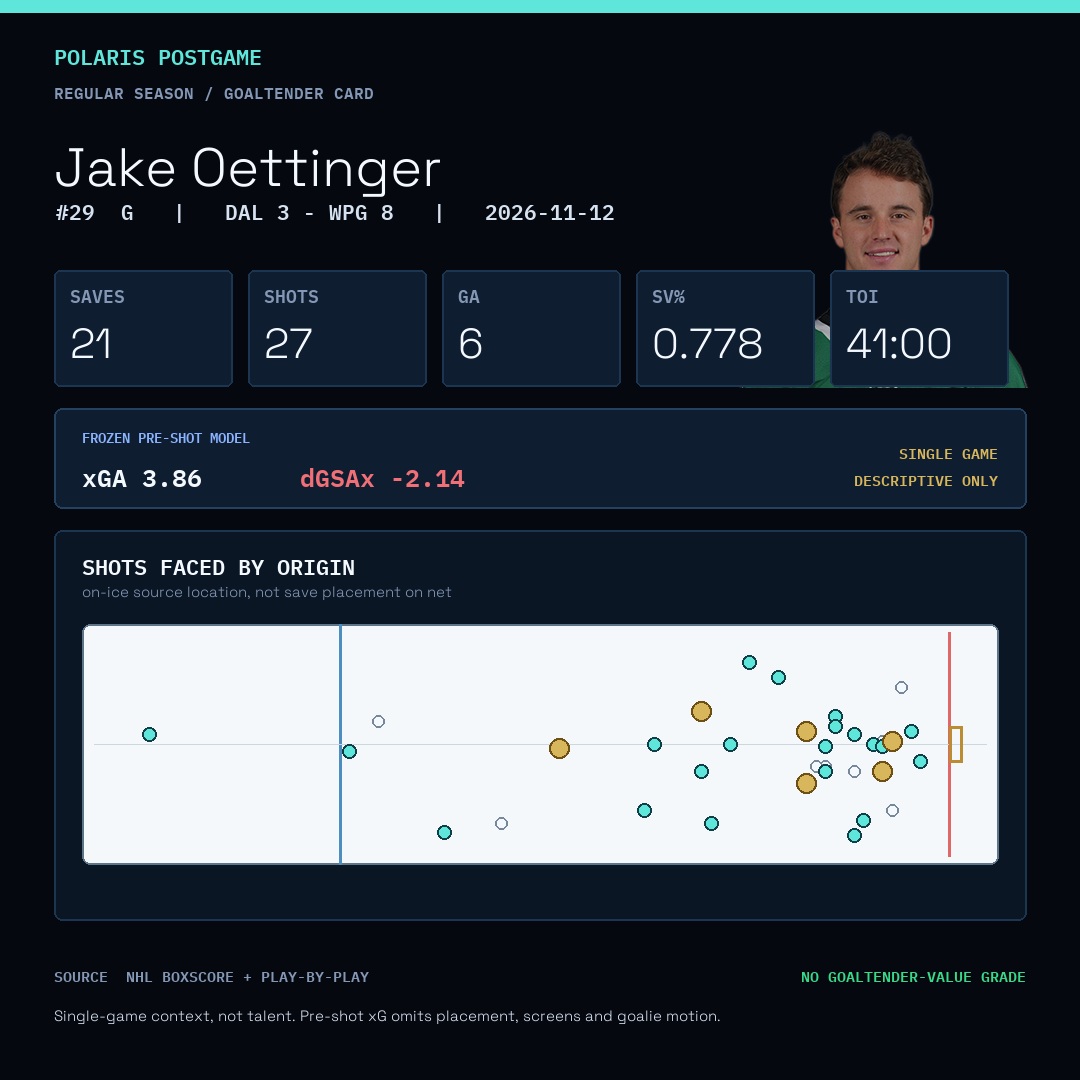 POLARIS POSTGAME
REGULAR SEASON / GOALTENDER CARD
Jake Oettinger
#29 G | DAL 3 - WPG 8 | 2026-11-12
SAVES SHOTS GA SV% TOI
21 27 6 0.778 41:00
FROZEN PRE-SHOT MODEL
SINGLE GAME
xGA 3.86 dGSAx -2.14
DESCRIPTIVE ONLY
SHOTS FACED BY ORIGIN
on-ice source location, not save placement on net
SOURCE NHL BOXSCORE + PLAY-BY-PLAY
NO GOALTENDER-VALUE GRADE
Single-game context, not talent. Pre-shot xG omits placement, screens and goalie motion.